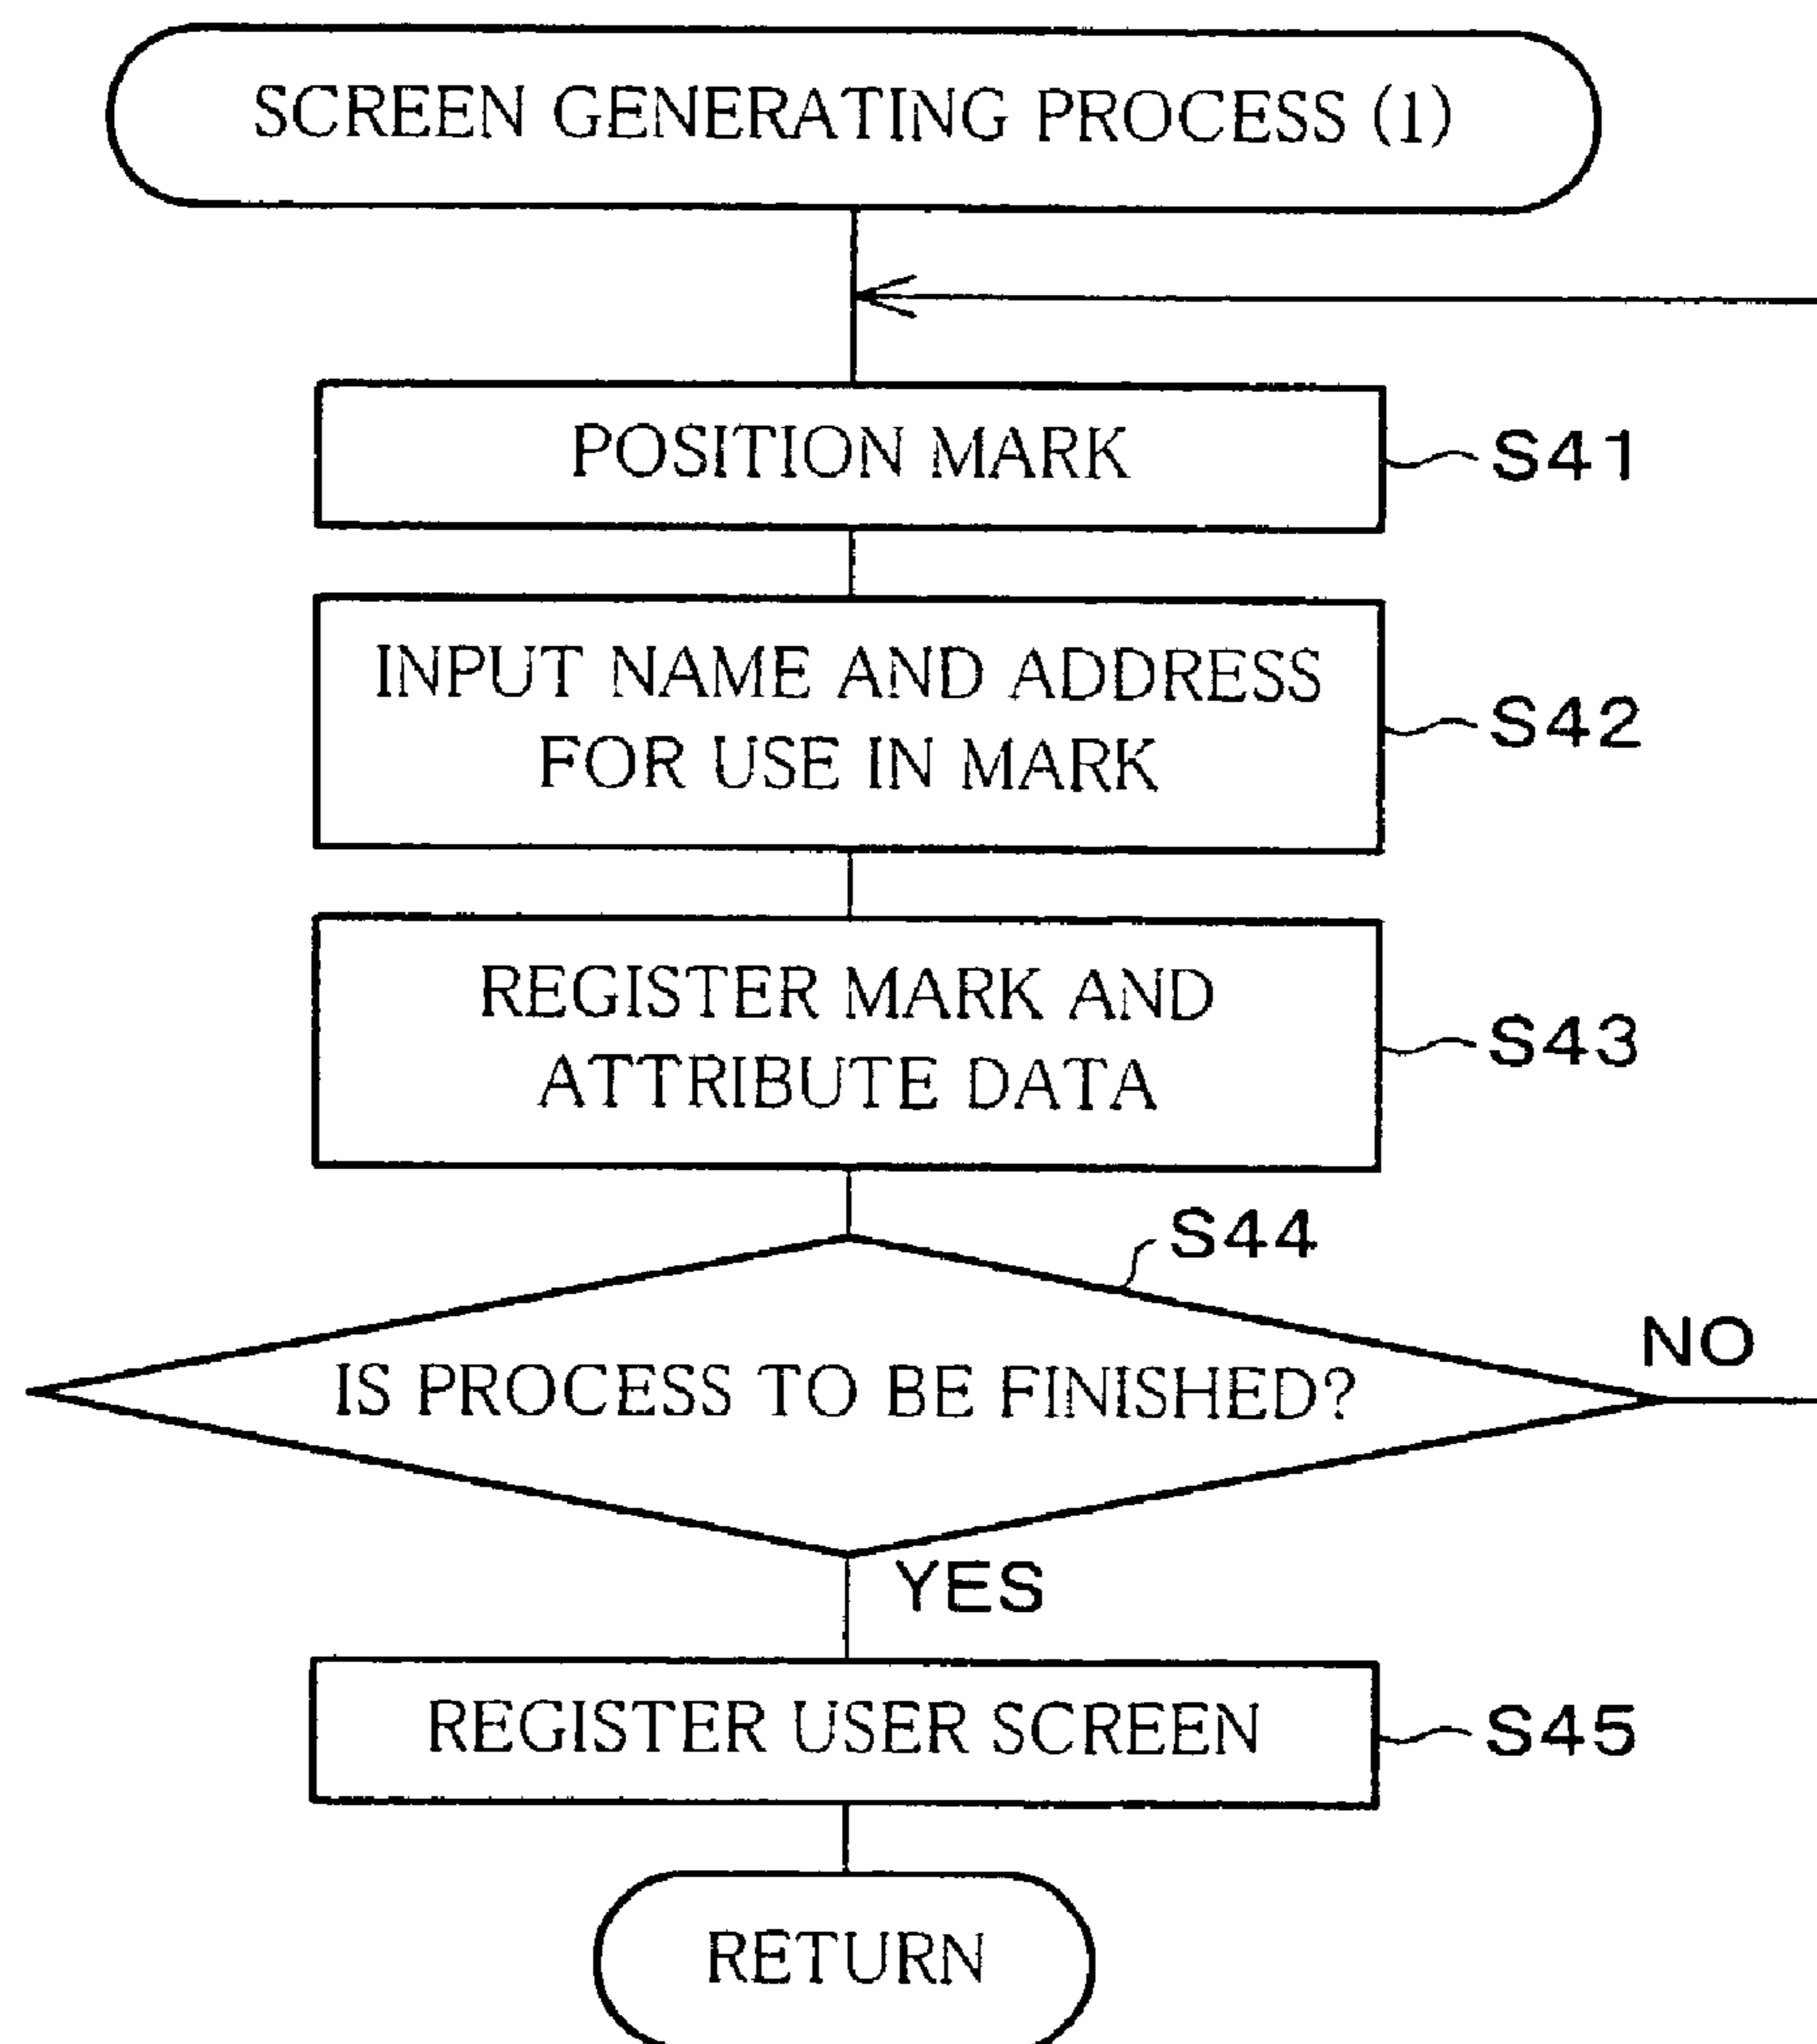 SCREEN GENERATING PROCESS (1)
POSITION MARK
S41
INPUT NAME AND ADDRESS
FOR USE IN MARK
S42
REGISTER MARK AND
ATTRIBUTE DATA
S43
S44
IS PROCESS TO BE FINISHED?
NO
YES
REGISTER USER SCREEN
S45
RETURN